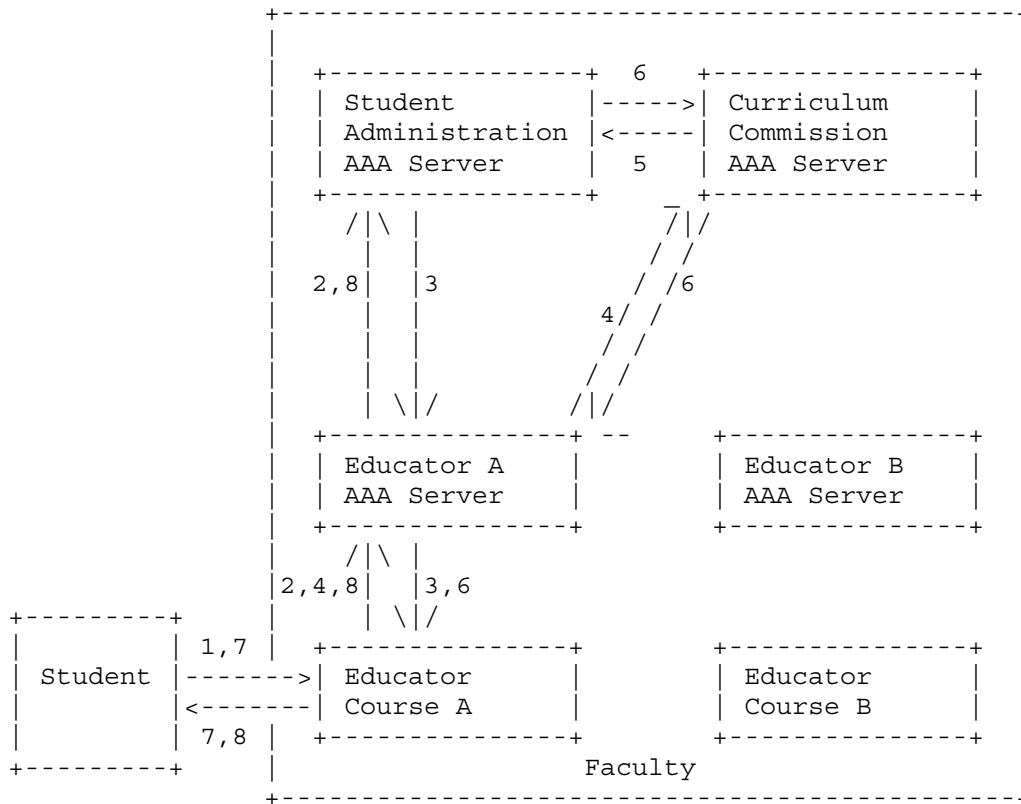 6
Student Curriculum
Administration Commission
AAA Server 5 AAA Server
2,8 3 6
4
Educator A Educator B
AAA Server AAA Server
2,4,8 3,6
1,7
Student Educator Educator
Course A Course B
7,8
Faculty